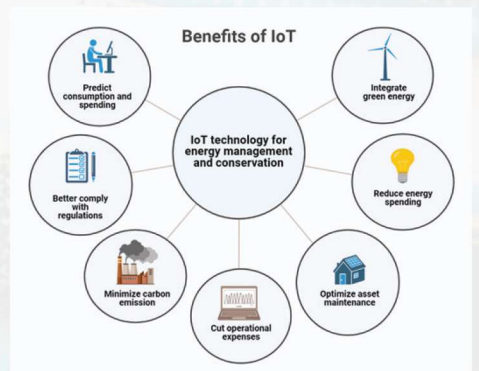 Benefits of IoT
Predict
consumption and
spending
Integrate
green energy
IoT technology for
energy management
and conservation
Better comply
with
regulations
Reduce energy
spending
Minimize carbon
emission
Optimize asset
maintenance
Cut operational
expenses